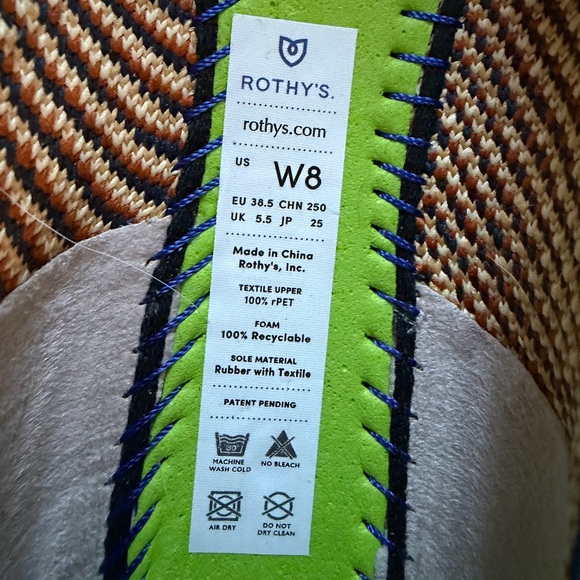 ROTHY'S.
rothys.com
US W8
EU 38.5 CHN 250
UK 5.5 JP 25
Made in China
Rothy's, Inc.
TEXTILE UPPER
100% rPET
FOAM
100% Recyclable
SOLE MATERIAL
Rubber with Textile
PATENT PENDING
30°
MACHINE WASH COLD
NO BLEACH
AIR DRY
DO NOT DRY CLEAN